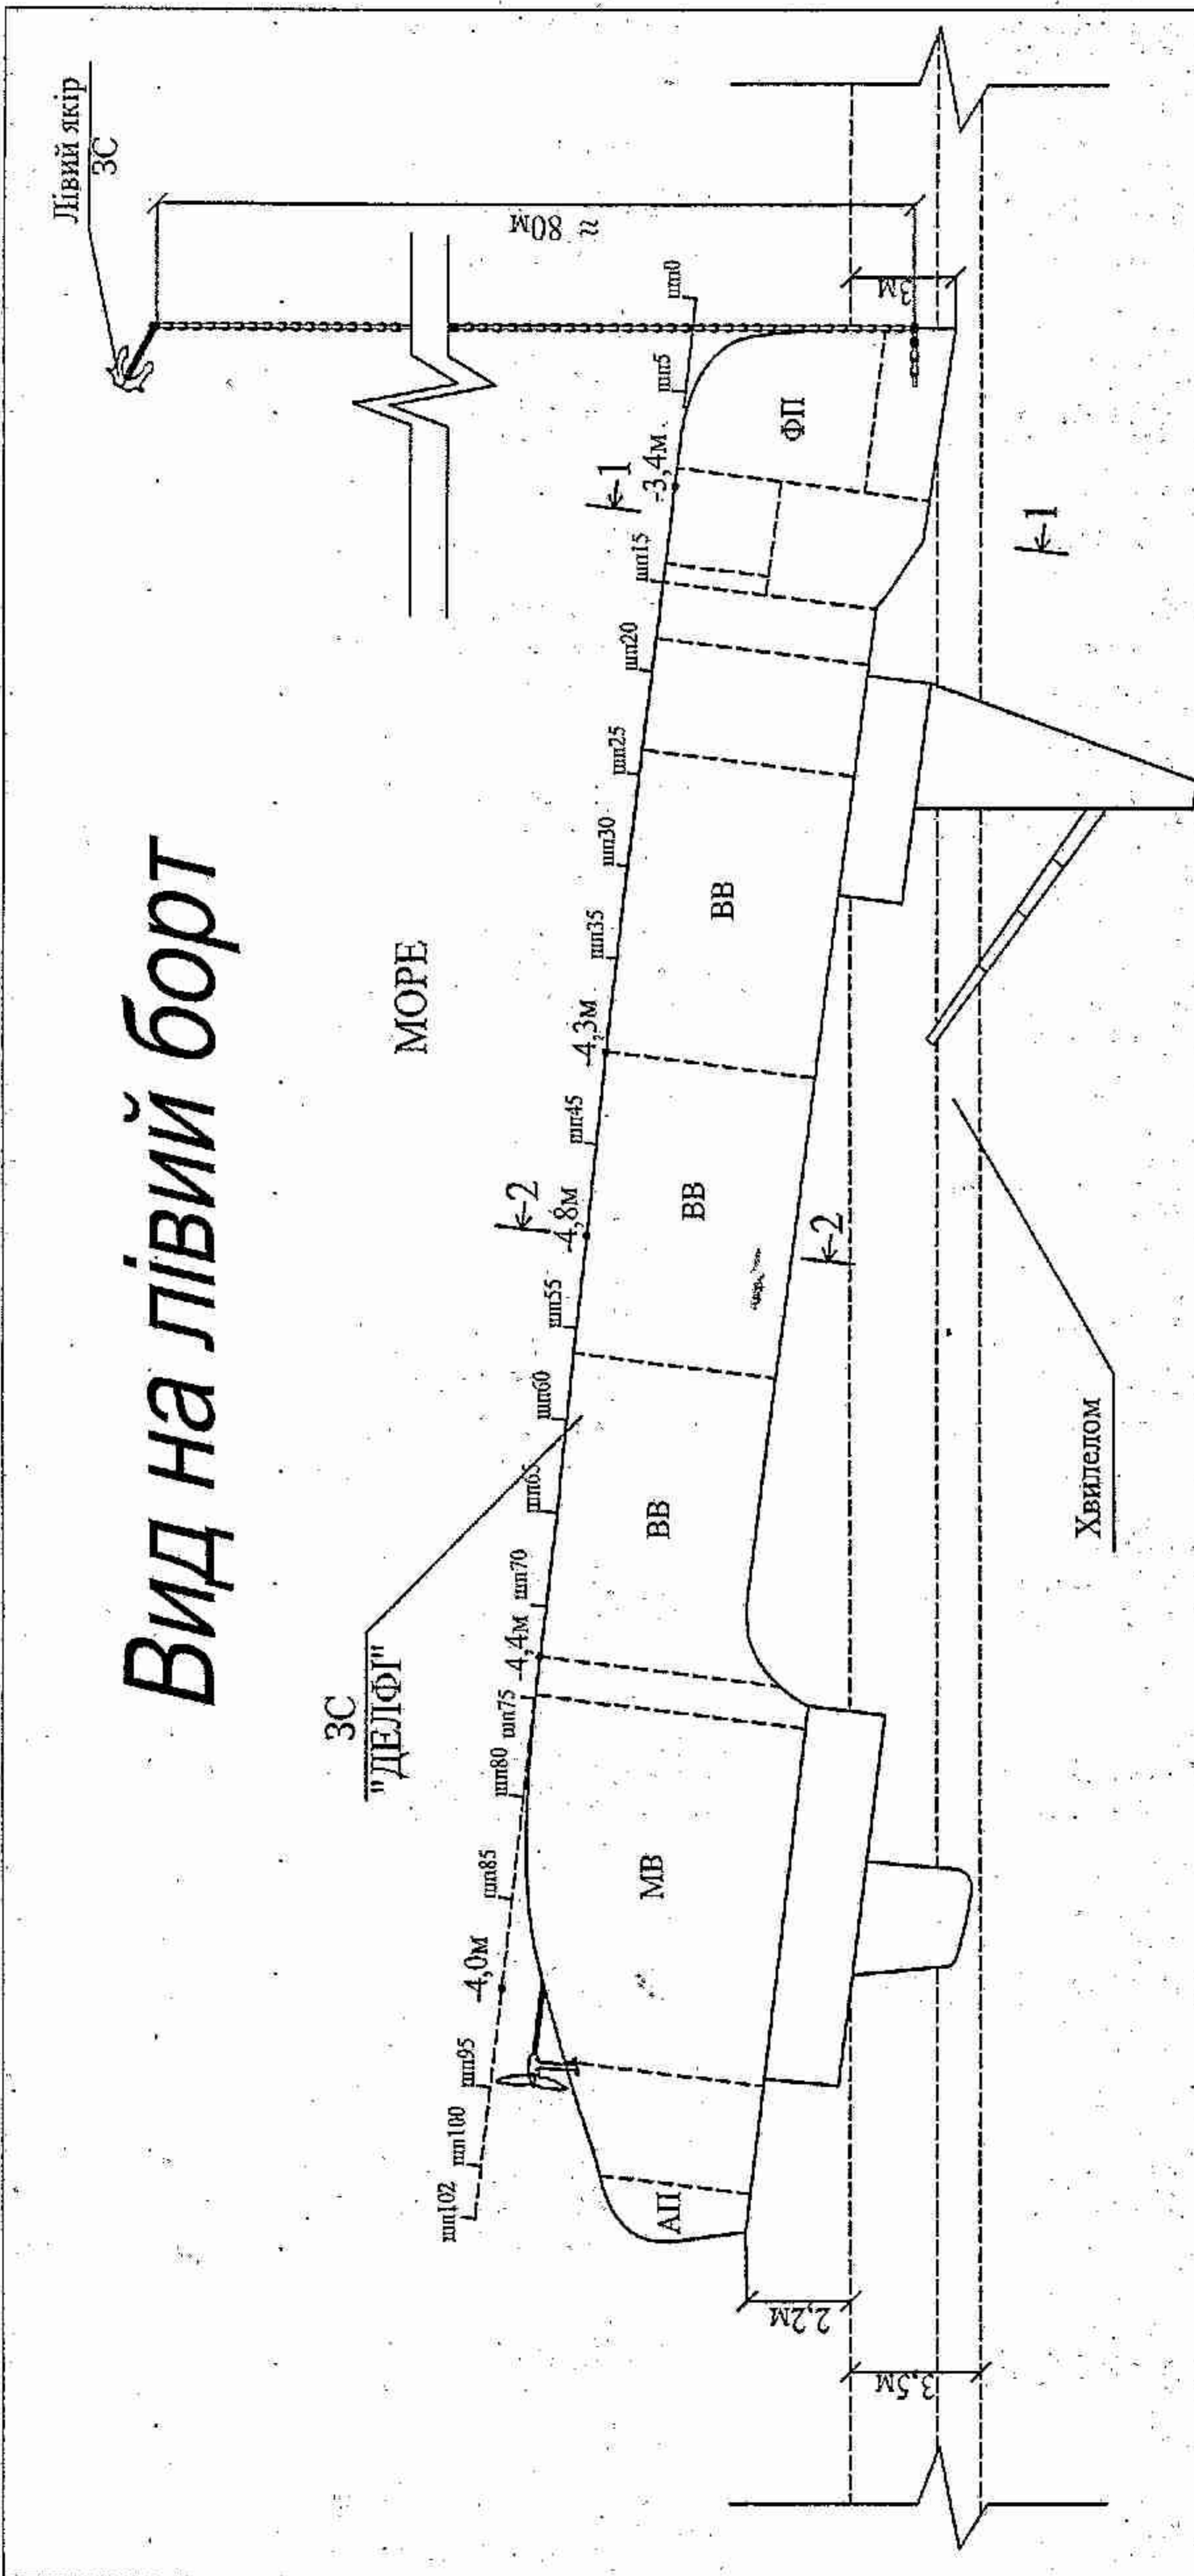 Вид на лівий борт
Лівий якір
ЗС
≈ 80м
МОРЕ
ЗС
"ДЕЛФІ"
шп102
шп100
шп95
-4,0м
шп85
шп80
шп75
-4,4м
шп70
шп65
шп60
шп55
-4,8м
2
шп45
-4,3м
шп35
шп30
шп25
шп20
шп15
1
-3,4м
шп5
шп0
АП
МВ
ВВ
ВВ
ВВ
ФП
3м
2
1
2,2м
3,5м
Хвилелом